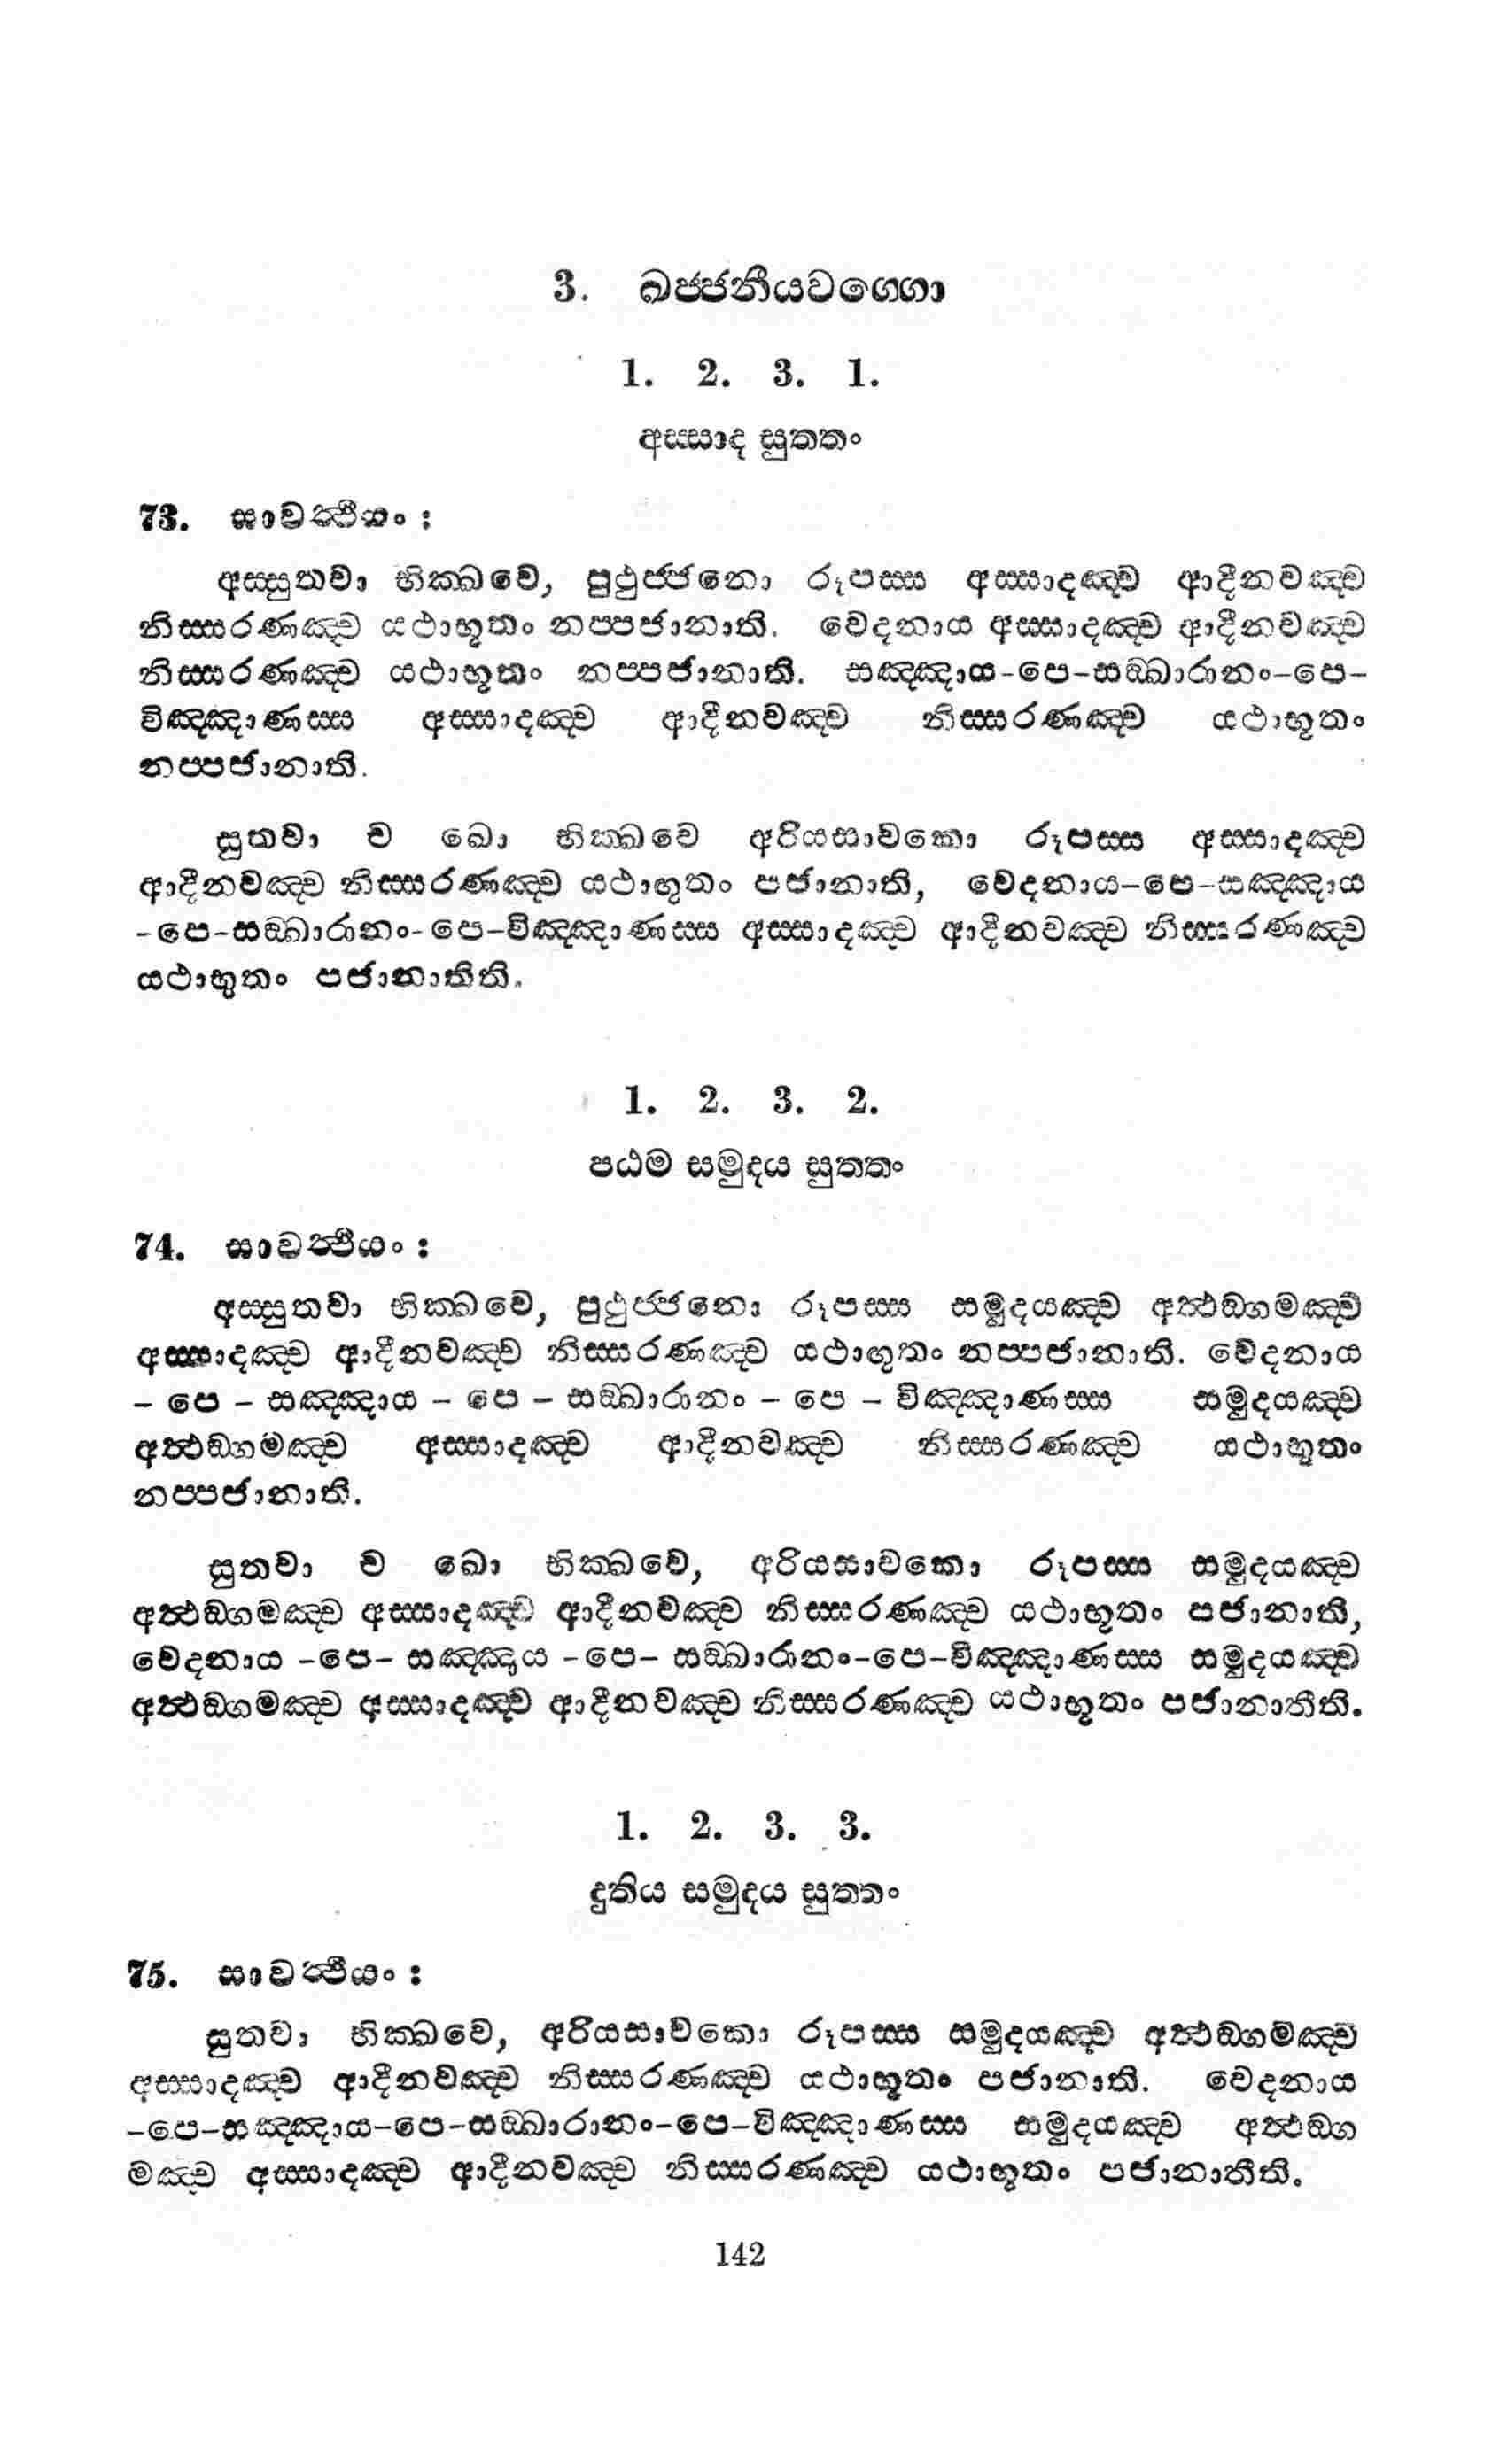 3. ඛජ්ජනීයවග්ගො
1. 2. 3. 1.
අස්සාද සුත්තං
73. සාවත්ථියං :
අස්සුතවා භික්ඛවෙ, පුථුජ්ජනො රූපස්ස අස්සාදඤ්ච ආදීනවඤ්ච
නිස්සරණඤ්ච යථාභූතං නප්පජානාති. වෙදනාය අස්සාදඤ්ච ආදීනවඤ්ච
නිස්සරණඤ්ච යථාභූතං නප්පජානාති. සඤ්ඤාය-පෙ-සඞ්ඛාරානං-පෙ-
විඤ්ඤාණස්ස අස්සාදඤ්ච ආදීනවඤ්ච නිස්සරණඤ්ච යථාභූතං
නප්පජානාති.
සුතවා ච ඛො භික්ඛවෙ අරියසාවකො රූපස්ස අස්සාදඤ්ච
ආදීනවඤ්ච නිස්සරණඤ්ච යථාභුතං පජානාති, වෙදනාය-පෙ-සඤ්ඤාය
-පෙ-සඞ්ඛාරානං-පෙ-විඤ්ඤාණස්ස අස්සාදඤ්ච ආදීනවඤ්ච නිස්සරණඤ්ච
යථාභුතං පජානාතිති.
1. 2. 3. 2.
පඨම සමුදය සුත්තං
74. සාවත්ථියං :
අස්සුතවා භික්ඛවෙ, පුථුජ්ජනො රූපස්ස සමුදයඤ්ච අත්ථඞ්ගමඤ්ච
අස්සාදඤ්ච ආදීනවඤ්ච නිස්සරණඤ්ච යථාභුතං නප්පජානාති. වෙදනාය
- පෙ - සඤ්ඤාය - පෙ - සඞ්ඛාරානං - පෙ - විඤ්ඤාණස්ස සමුදයඤ්ච
අත්ථඞ්ගමඤ්ච අස්සාදඤ්ච ආදීනවඤ්ච නිස්සරණඤ්ච යථාභූතං
නප්පජානාති.
සුතවා ච ඛො භික්ඛවෙ, අරියසාවකො රූපස්ස සමුදයඤ්ච
අත්ථඞ්ගමඤ්ච අස්සාදඤ්ච ආදීනවඤ්ච නිස්සරණඤ්ච යථාභූතං පජානාති,
වෙදනාය -පෙ- සඤ්ඤාය -පෙ- සඞ්ඛාරානං-පෙ-විඤ්ඤාණස්ස සමුදයඤ්ච
අත්ථඞ්ගමඤ්ච අස්සාදඤ්ච ආදීනවඤ්ච නිස්සරණඤ්ච යථාභූතං පජානාතීති.
1. 2. 3. 3.
දුතිය සමුදය සුත්තං
75. සාවත්ථියං :
සුතවා භික්ඛවෙ, අරියසාවකො රූපස්ස සමුදයඤ්ච අත්ථඞ්ගමඤ්ච
අස්සාදඤ්ච ආදීනවඤ්ච නිස්සරණඤ්ච යථාභූතං පජානාති. වෙදනාය
-පෙ-සඤ්ඤාය-පෙ-සඞ්ඛාරානං-පෙ-විඤ්ඤාණස්ස සමුදයඤ්ච අත්ථඞ්ග
මඤ්ච අස්සාදඤ්ච ආදීනවඤ්ච නිස්සරණඤ්ච යථාභූතං පජානාතීති.
142